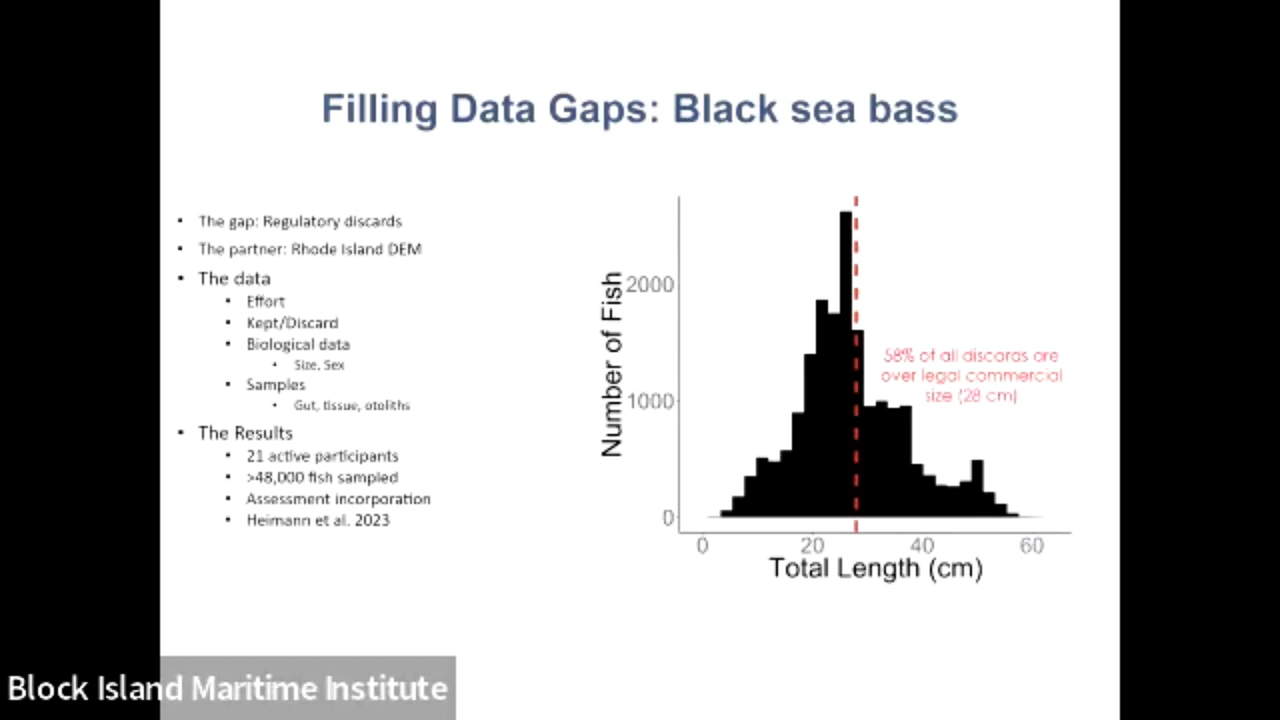 Filling Data Gaps: Black sea bass
• The gap: Regulatory discards
• The partner: Rhode Island DEM
• The data
• Effort
• Kept/Discard
• Biological data
• Size, Sex
• Samples
• Gut, tissue, otoliths
• The Results
• 21 active participants
• >48,000 fish sampled
• Assessment incorporation
• Heimann et al. 2023
Number of Fish
2000
1000
0
58% of all discards are
over legal commercial
size (28 cm)
0 20 40 60
Total Length (cm)
Block Island Maritime Institute